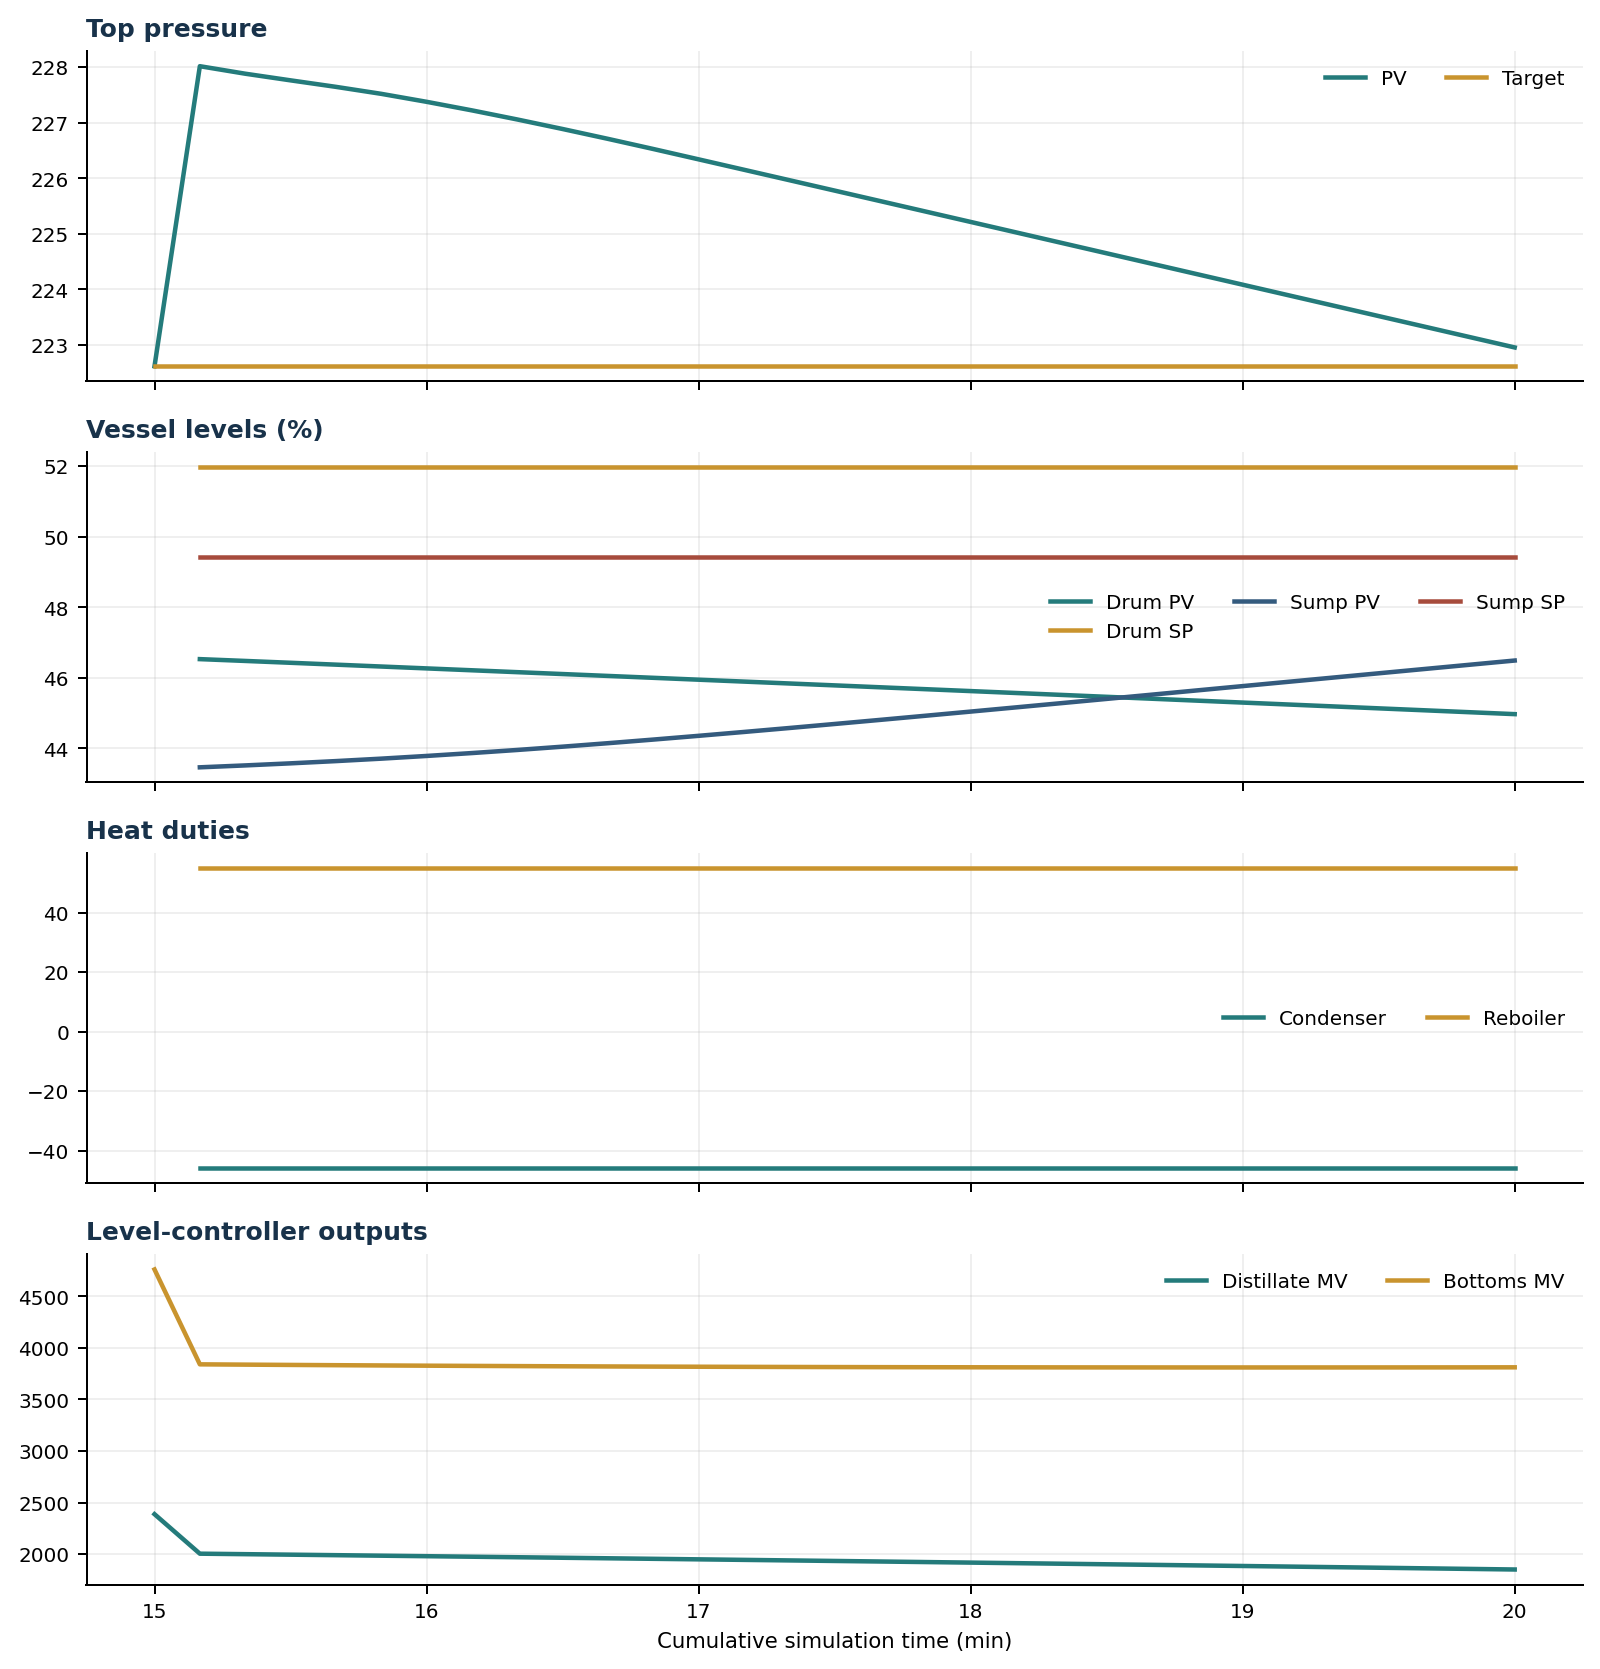 Top pressure
228
227
226
225
224
223
PV Target
Vessel levels (%)
52
50
48
46
44
Drum PV Sump PV Sump SP
Drum SP
Heat duties
40
20
0
−20
−40
Condenser Reboiler
Level-controller outputs
4500
4000
3500
3000
2500
2000
Distillate MV Bottoms MV
15 16 17 18 19 20
Cumulative simulation time (min)